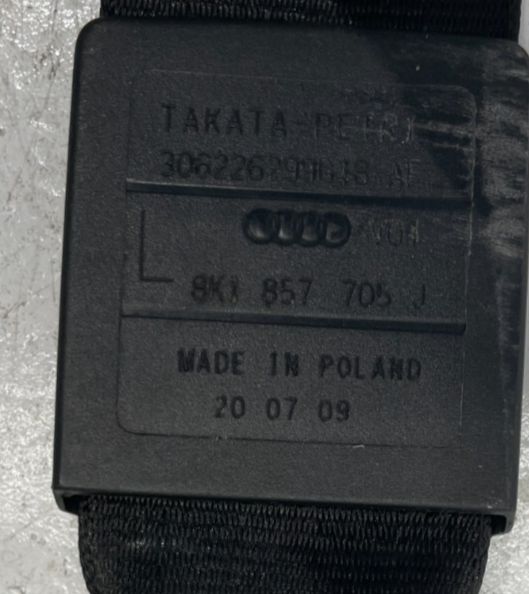 TAKATA-PETRI
L 8K1 857 705 J
MADE IN POLAND
20 07 09